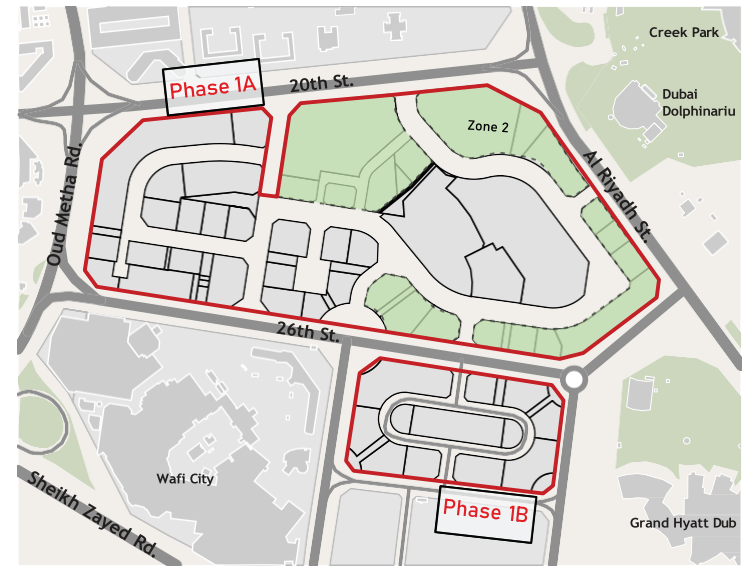 Creek Park
Phase 1A
20th St.
Dubai
Dolphinariu
Zone 2
Oud Metha Rd.
Al Riyadh St.
26th St.
Wafi City
Sheikh Zayed Rd.
Phase 1B
Grand Hyatt Dub